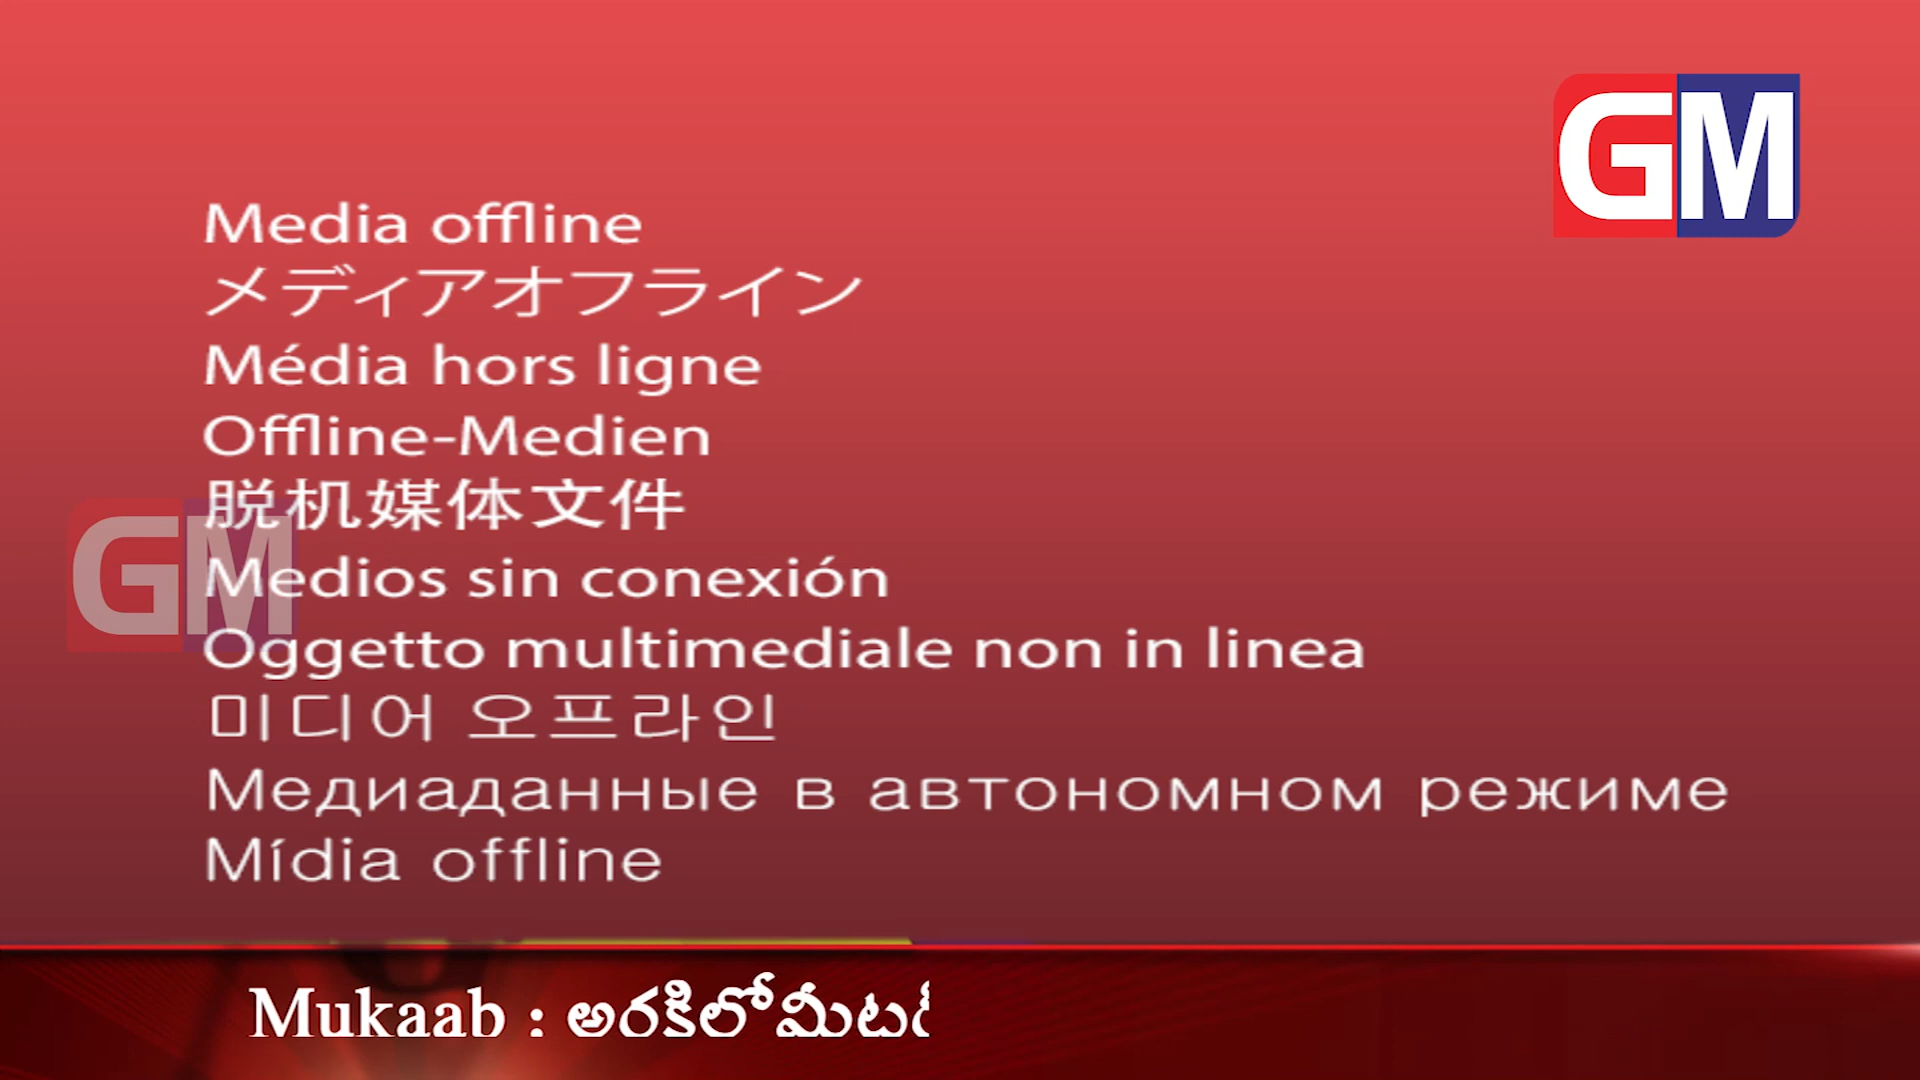 GM
Media offline
メディアオフライン
Média hors ligne
Offline-Medien
脱机媒体文件
GM
Medios sin conexión
Oggetto multimediale non in linea
미디어 오프라인
Медиаданные в автономном режиме
Mídia offline
Mukaab : అరకిలోమీటర్